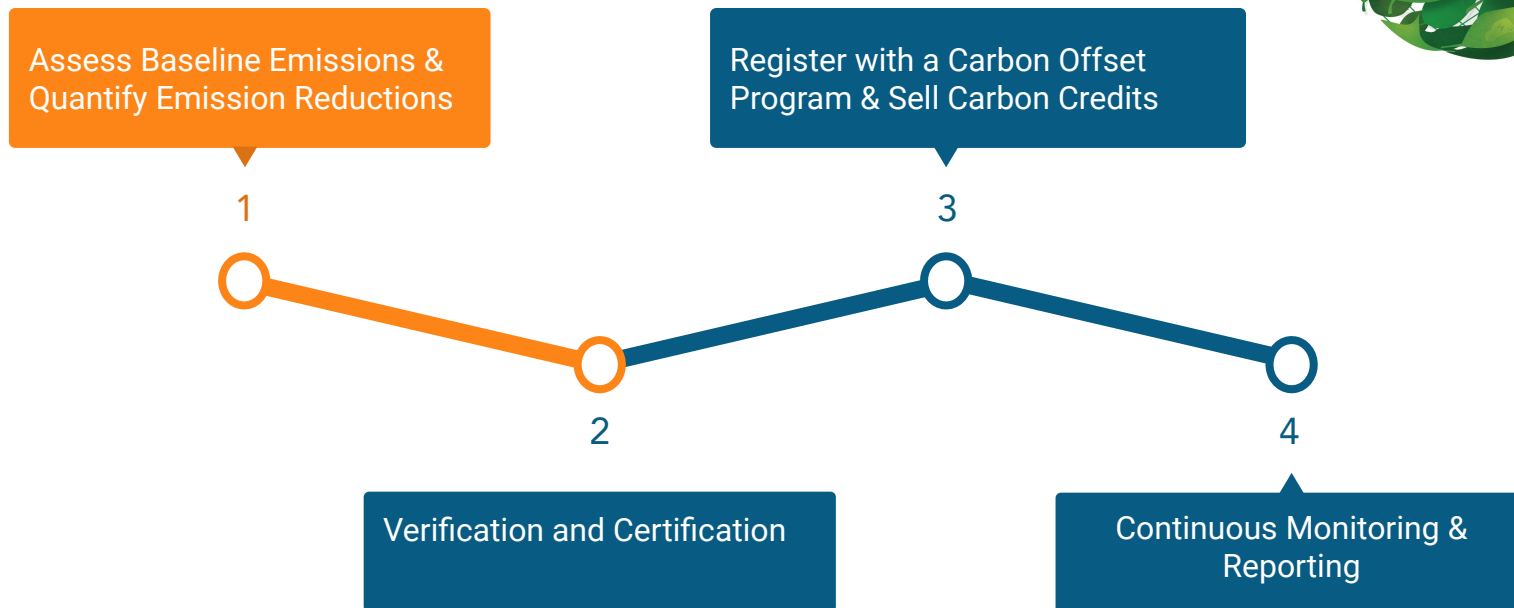 Assess Baseline Emissions &
Quantify Emission Reductions
Register with a Carbon Offset
Program & Sell Carbon Credits
1
3
2
4
Verification and Certification
Continuous Monitoring &
Reporting